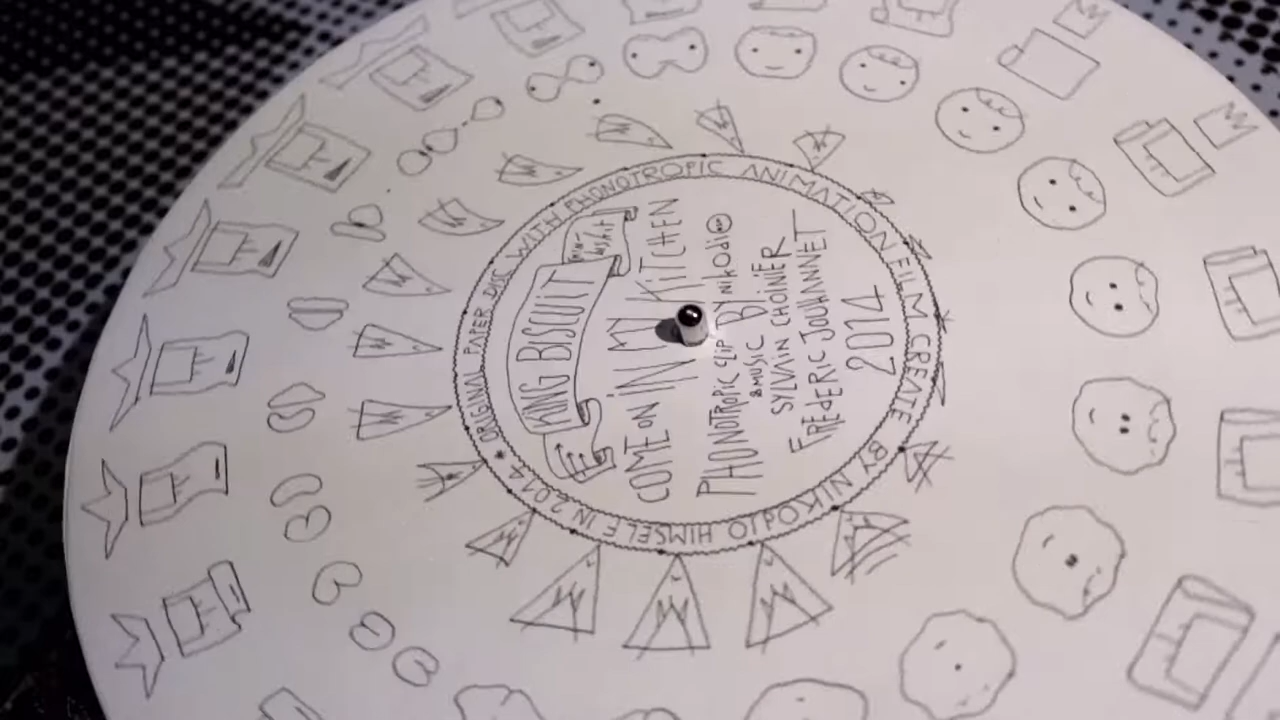 ORIGINAL PAPER DISC WITH PHONOTROPIC ANIMATION FILM CREATE BY NIKODIO HIMSELF IN 2014 *
KING BISCUIT
COME ON IN MY KITCHEN
PHONOTROPIC CLIP BY NIKODIO
& MUSIC BY
SYLVAIN CHOINIER
FREDERIC JOUHANNET
2014